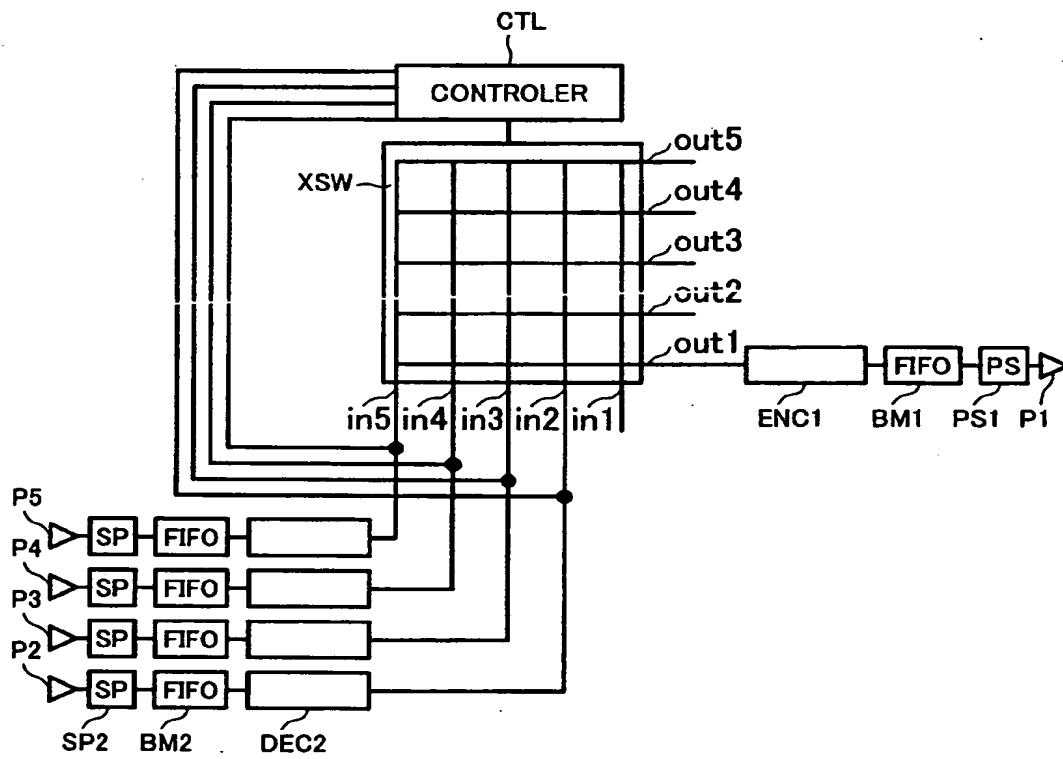 CTL
CONTROLER
XSW
out5
out4
out3
out2
out1
FIFO
PS
ENC1
BM1
PS1
P1
in5
in4
in3
in2
in1
P5
SP
FIFO
P4
SP
FIFO
P3
SP
FIFO
P2
SP
FIFO
SP2
BM2
DEC2